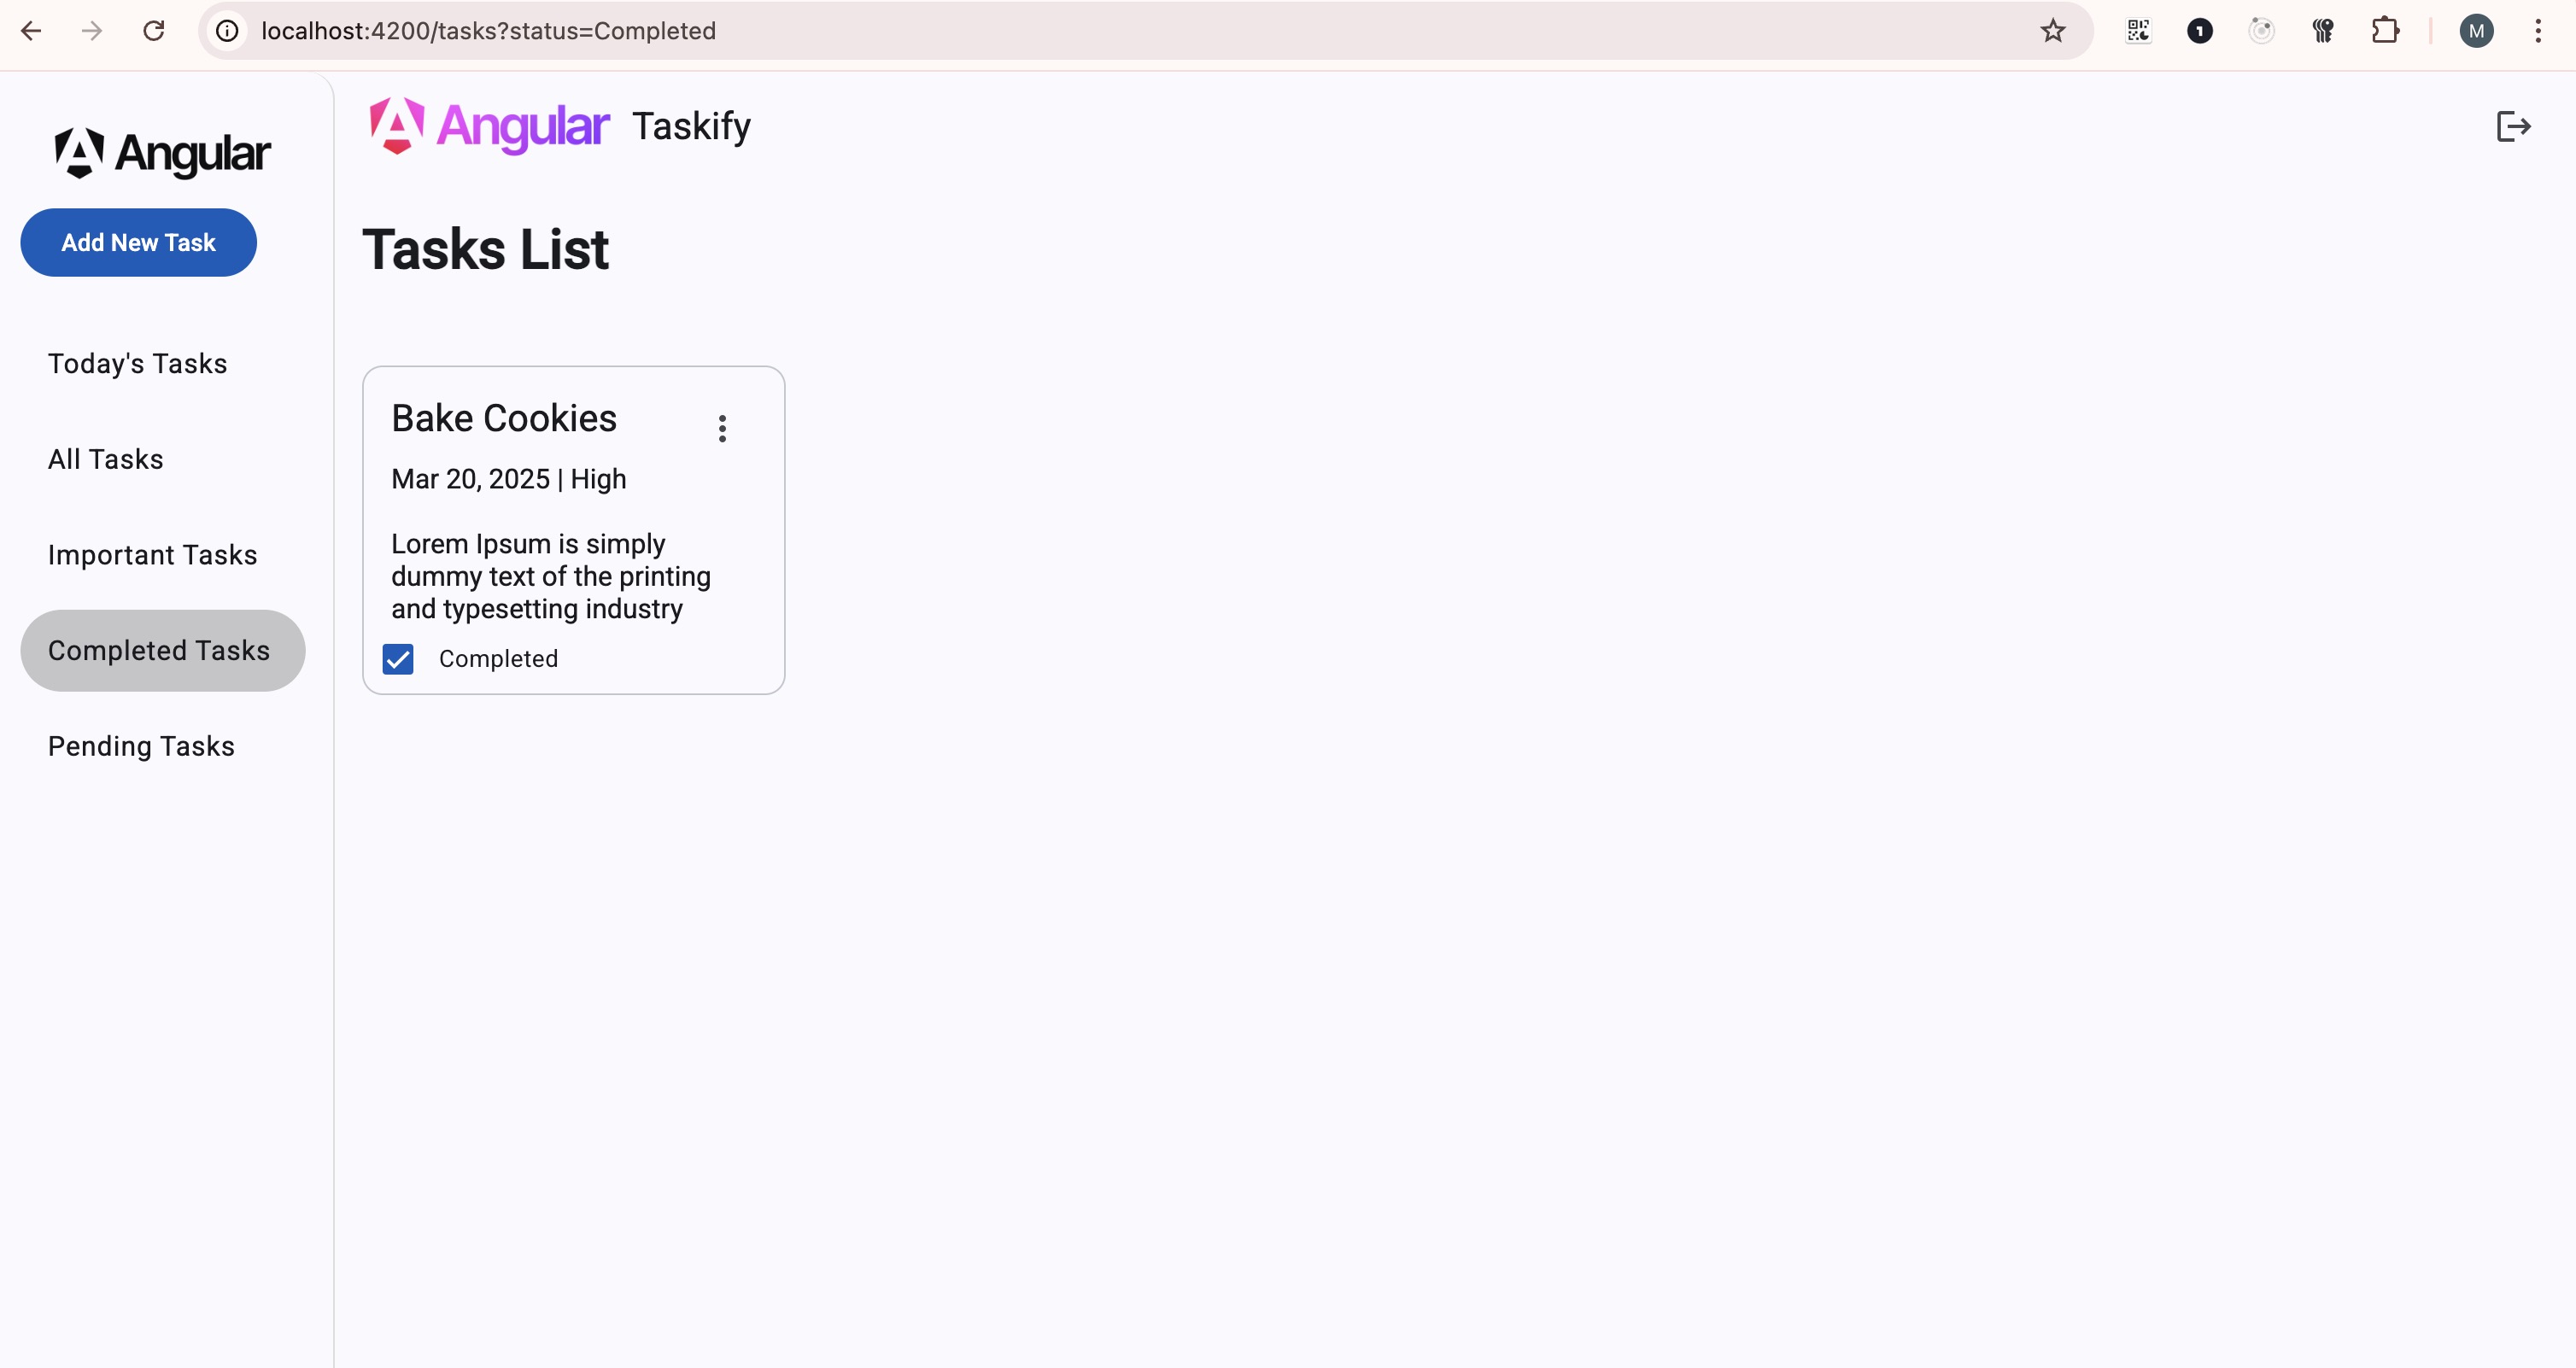 localhost:4200/tasks?status=Completed
1
M
Angular
Add New Task
Today's Tasks
All Tasks
Important Tasks
Completed Tasks
Pending Tasks
Angular Taskify
Tasks List
Bake Cookies
Mar 20, 2025 | High
Lorem Ipsum is simply
dummy text of the printing
and typesetting industry
Completed